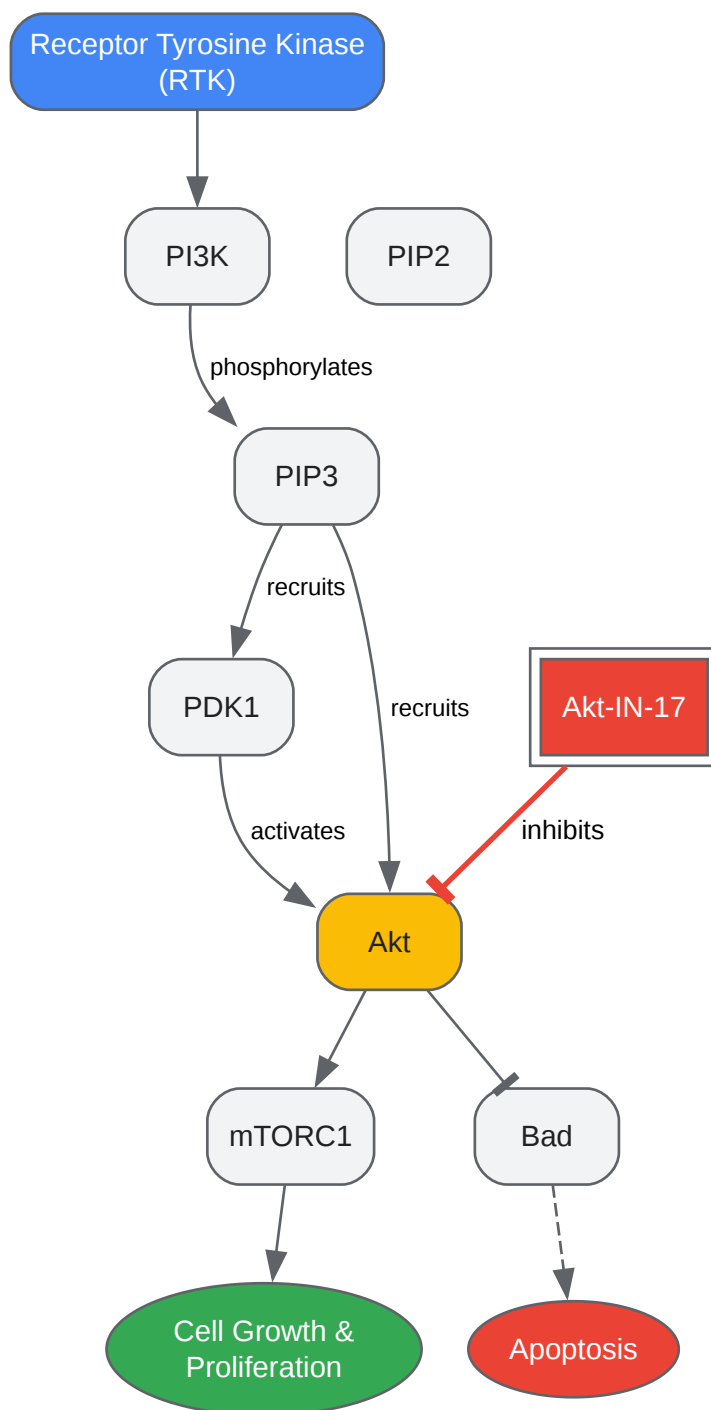 Receptor Tyrosine Kinase
(RTK)
PI3K
PIP2
phosphorylates
PIP3
recruits
PDK1
recruits
Akt-IN-17
activates
inhibits
Akt
mTORC1
Bad
Cell Growth &
Proliferation
Apoptosis